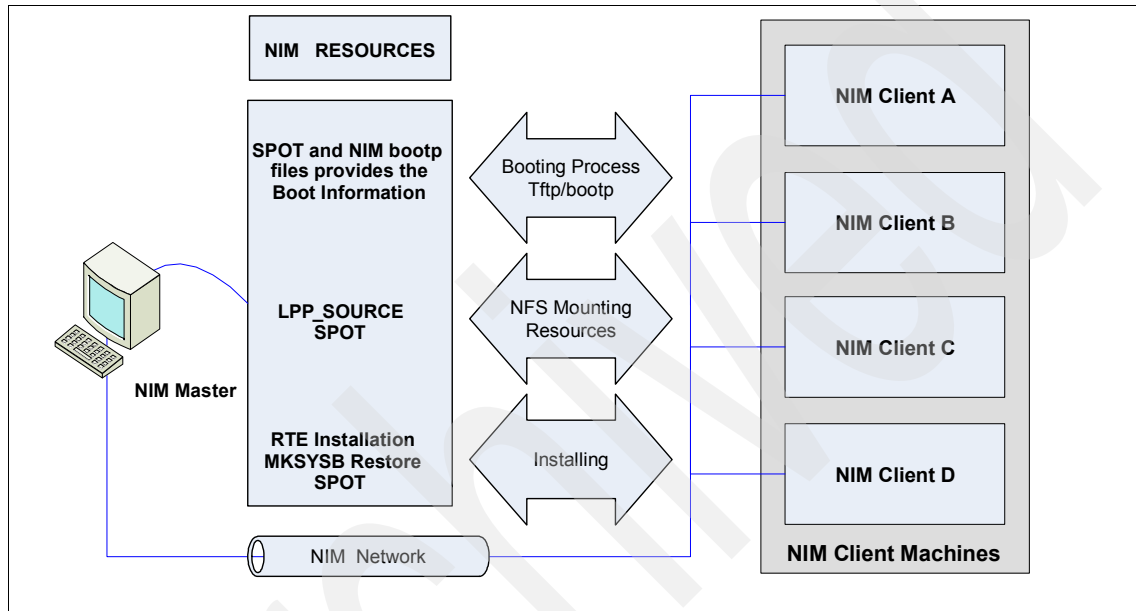 NIM RESOURCES
SPOT and NIM bootp
files provides the
Boot Information
LPP_SOURCE
SPOT
RTE Installation
MKSYSB Restore
SPOT
NIM Master
Booting Process
Tftp/bootp
NFS Mounting
Resources
Installing
NIM Network
NIM Client A
NIM Client B
NIM Client C
NIM Client D
NIM Client Machines